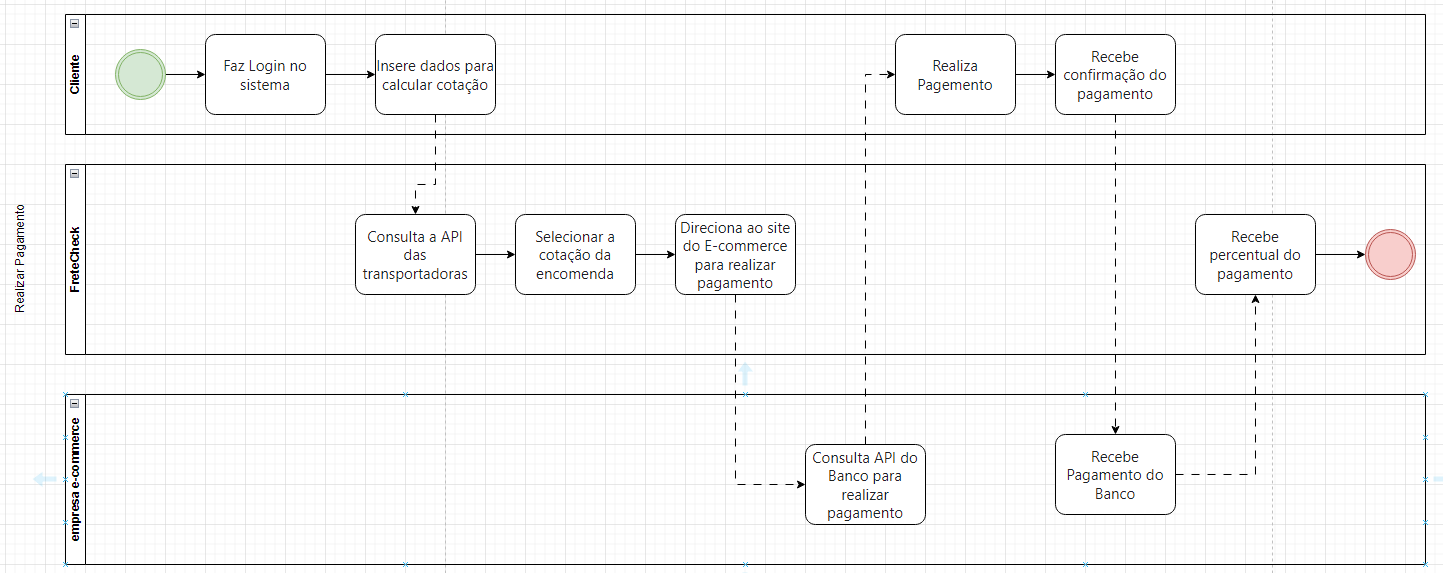 Realizar Pagamento
Cliente
Faz Login no
sistema
Insere dados para
calcular cotação
Realiza
Pagemento
Recebe
confirmação do
pagamento
FreteCheck
Consulta a API
das
transportadoras
Selecionar a
cotação da
encomenda
Direciona ao site
do E-commerce
para realizar
pagamento
Recebe
percentual do
pagamento
empresa e-commerce
Consulta API do
Banco para
realizar
pagamento
Recebe
Pagamento do
Banco